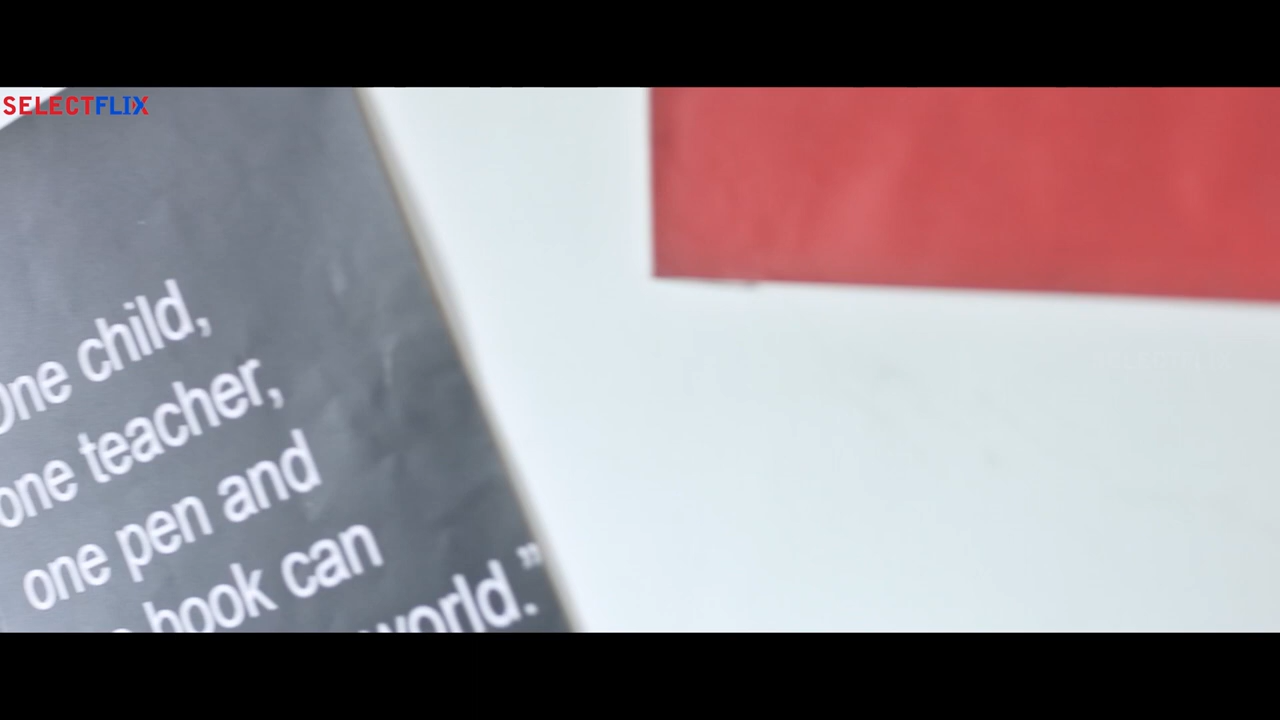 SELECTFLIX
One child,
one teacher,
one pen and
book can
world.”